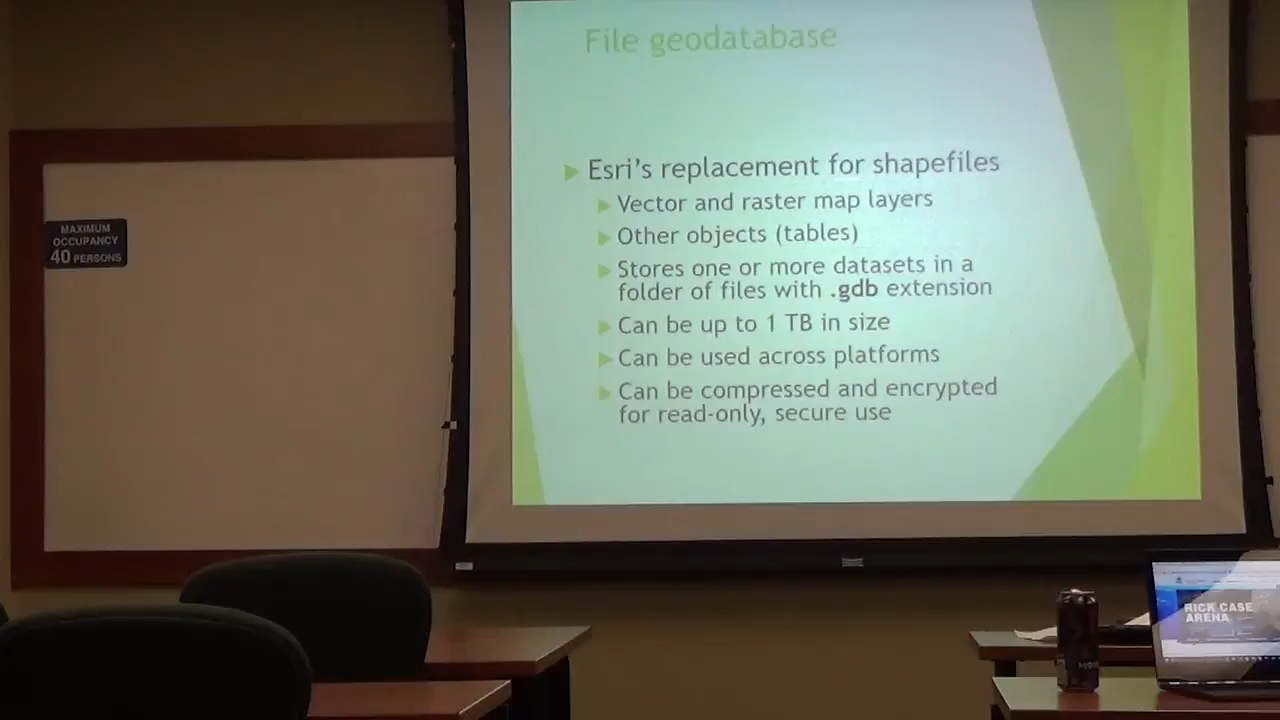 File geodatabase
Esri's replacement for shapefiles
Vector and raster map layers
Other objects (tables)
Stores one or more datasets in a
folder of files with .gdb extension
Can be up to 1 TB in size
Can be used across platforms
Can be compressed and encrypted
for read-only, secure use
MAXIMUM
OCCUPANCY
40 PERSONS
RICK CASE
ARENA